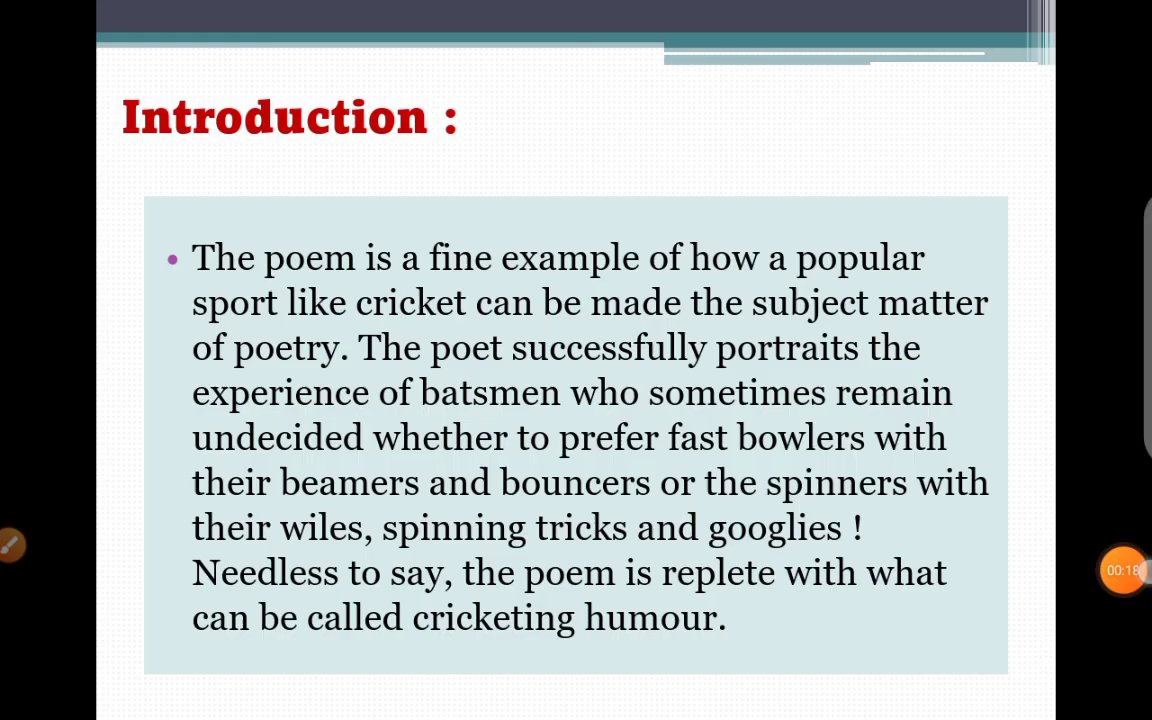 Introduction :
• The poem is a fine example of how a popular
sport like cricket can be made the subject matter
of poetry. The poet successfully portraits the
experience of batsmen who sometimes remain
undecided whether to prefer fast bowlers with
their beamers and bouncers or the spinners with
their wiles, spinning tricks and googlies !
Needless to say, the poem is replete with what
can be called cricketing humour.
00:18